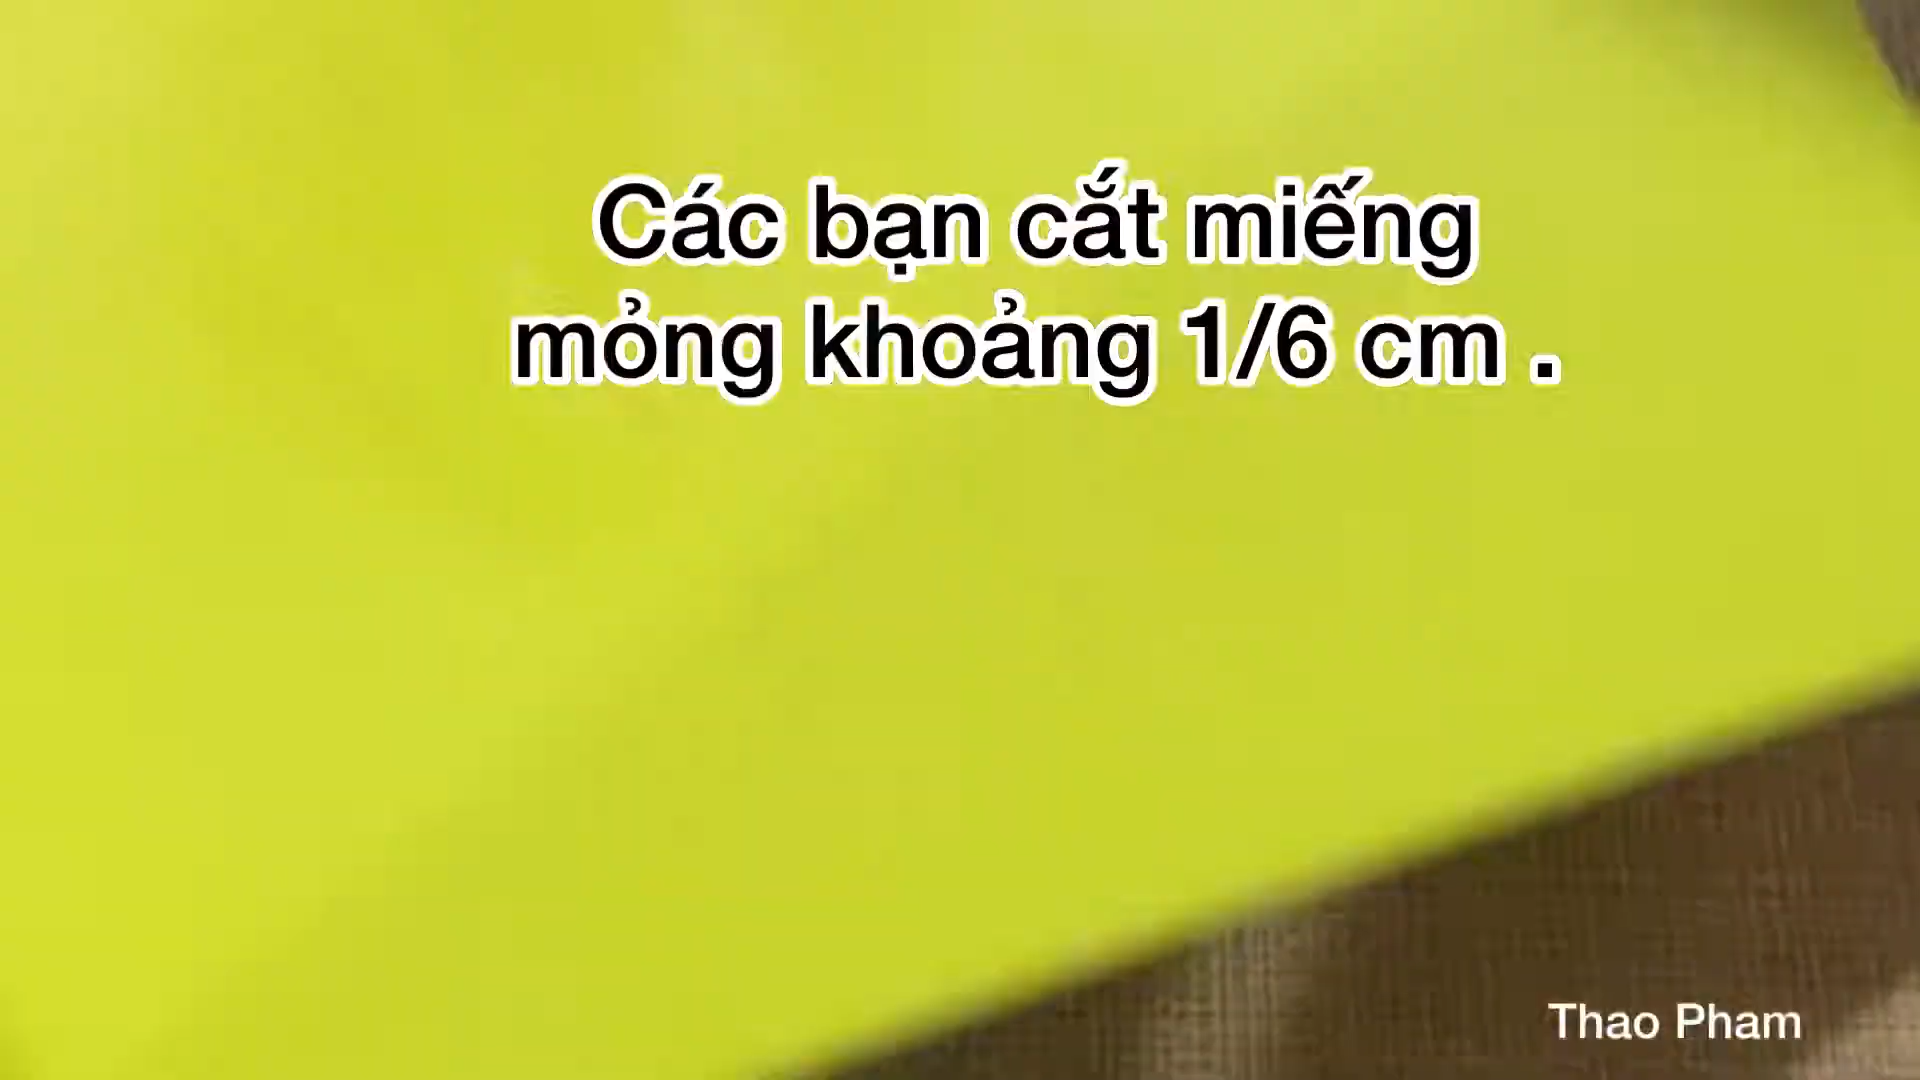 Các bạn cắt miếng
mỏng khoảng 1/6 cm .
Thao Pham